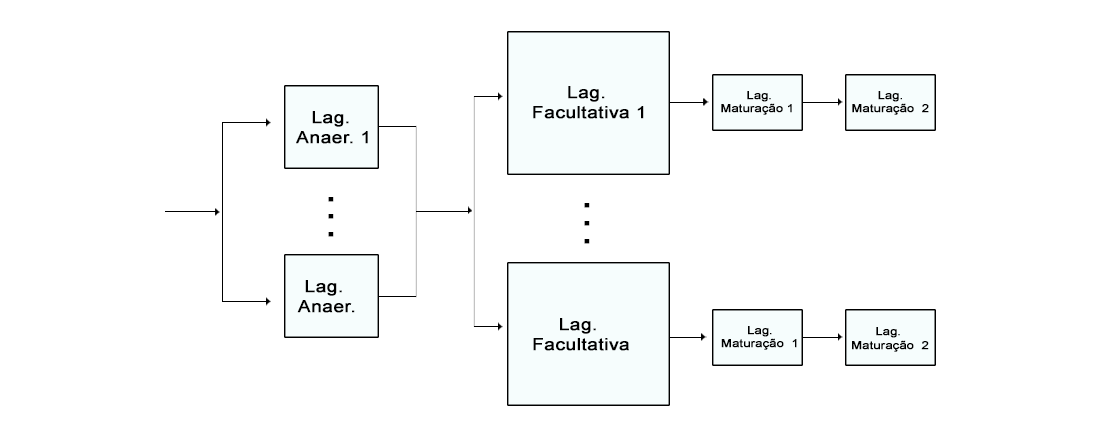 Lag.
Anaer. 1
Lag.
Anaer.
Lag.
Facultativa 1
Lag.
Facultativa
Lag.
Maturação 1
Lag.
Maturação 2
Lag.
Maturação 1
Lag.
Maturação 2